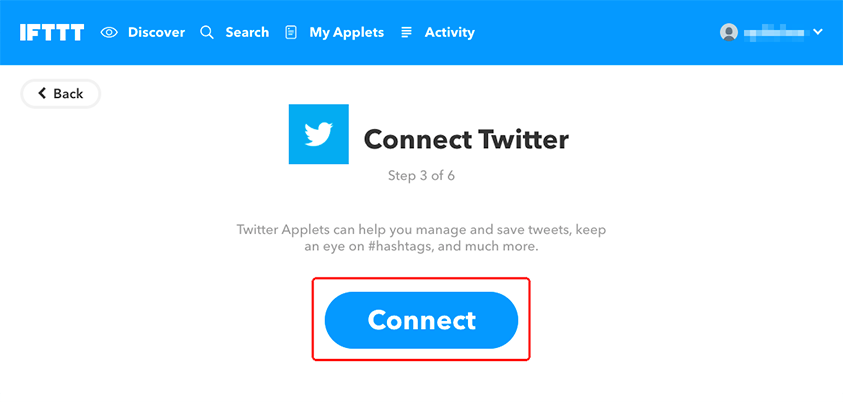 IFTTT Discover Search My Applets Activity
Back
Connect Twitter
Step 3 of 6
Twitter Applets can help you manage and save tweets, keep
an eye on #hashtags, and much more.
Connect